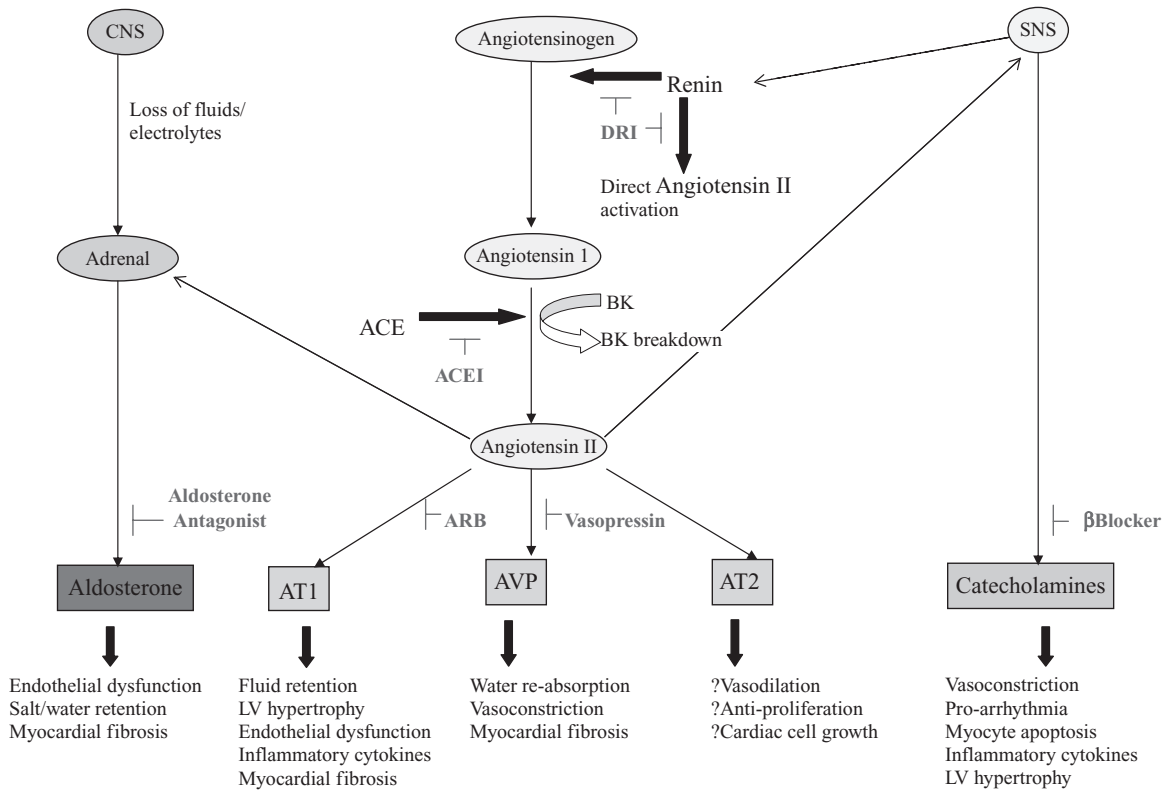 CNS
Angiotensinogen
SNS
Renin
Loss of fluids/
electrolytes
DRI
Direct Angiotensin II
activation
Adrenal
Angiotensin 1
BK
ACE
BK breakdown
ACEI
Angiotensin II
Aldosterone
Antagonist
ARB
Vasopressin
βBlocker
Aldosterone
AT1
AVP
AT2
Catecholamines
Endothelial dysfunction
Salt/water retention
Myocardial fibrosis
Fluid retention
LV hypertrophy
Endothelial dysfunction
Inflammatory cytokines
Myocardial fibrosis
Water re-absorption
Vasoconstriction
Myocardial fibrosis
?Vasodilation
?Anti-proliferation
?Cardiac cell growth
Vasoconstriction
Pro-arrhythmia
Myocyte apoptosis
Inflammatory cytokines
LV hypertrophy